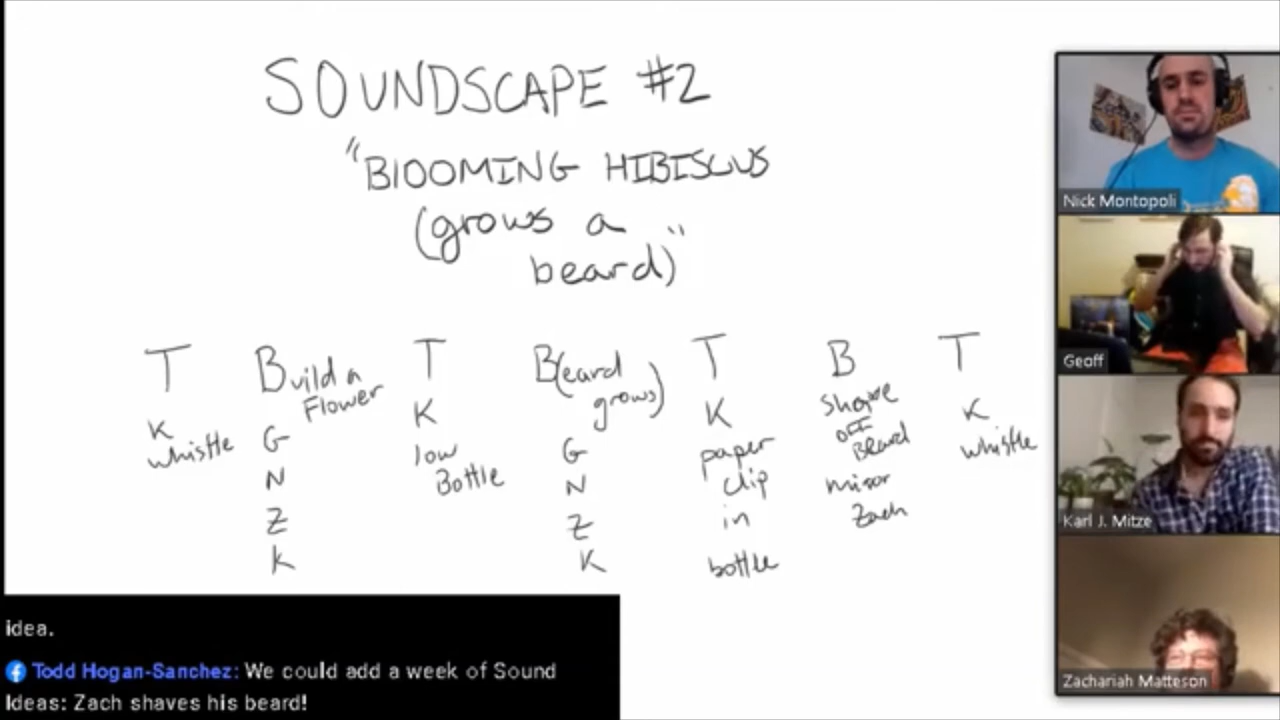 SOUNDSCAPE #2
"BlOOMING HIBISCUS
(grows a
beard)"
T
K
whistle
Build a
Flower
G
N
Z
K
T
K
low
Bottle
B(eard
grows)
G
N
Z
K
T
K
paper
clip
in
bottle
B
shave
off
Beard
minor
Zach
T
K
whistle
Nick Montopoli
Geoff
Karl J. Mitze
Zachariah Matteson
idea.
Todd Hogan-Sanchez: We could add a week of Sound
Ideas: Zach shaves his beard!